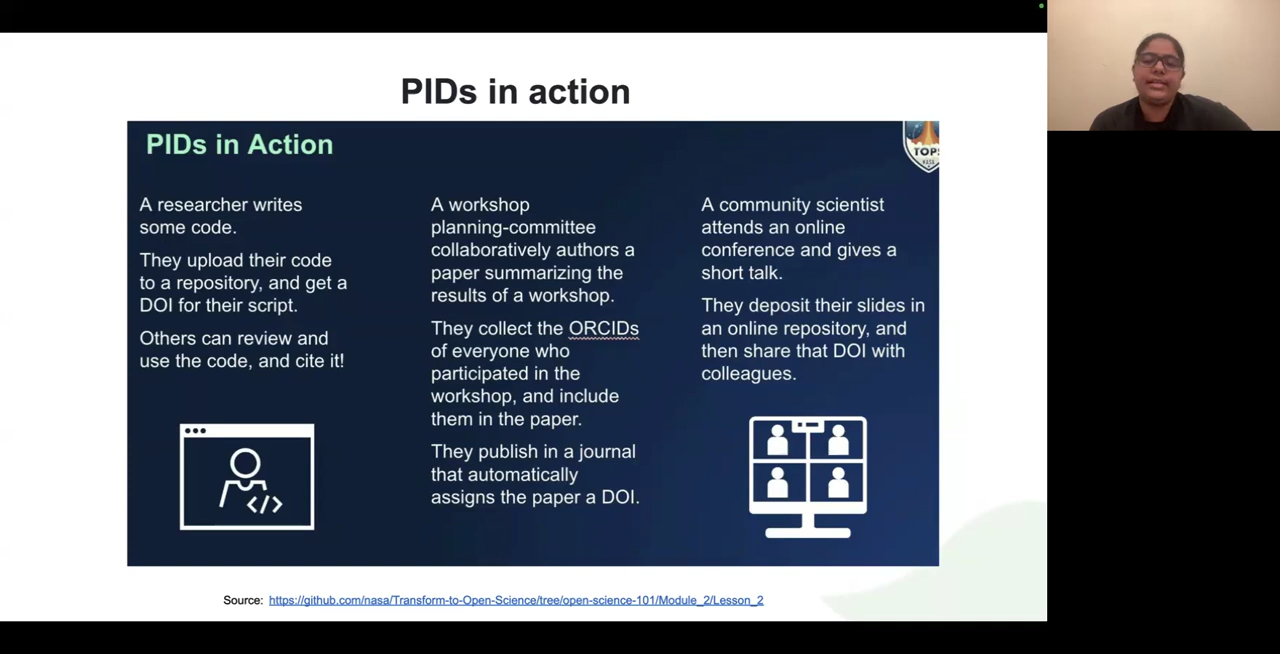 PIDs in action
PIDs in Action
TOPS
A researcher writes
some code.
They upload their code
to a repository, and get a
DOI for their script.
Others can review and
use the code, and cite it!
</>
A workshop
planning-committee
collaboratively authors a
paper summarizing the
results of a workshop.
They collect the ORCIDs
of everyone who
participated in the
workshop, and include
them in the paper.
They publish in a journal
that automatically
assigns the paper a DOI.
A community scientist
attends an online
conference and gives a
short talk.
They deposit their slides in
an online repository, and
then share that DOI with
colleagues.
Source: https://github.com/nasa/Transform-to-Open-Science/tree/open-science-101/Module_2/Lesson_2